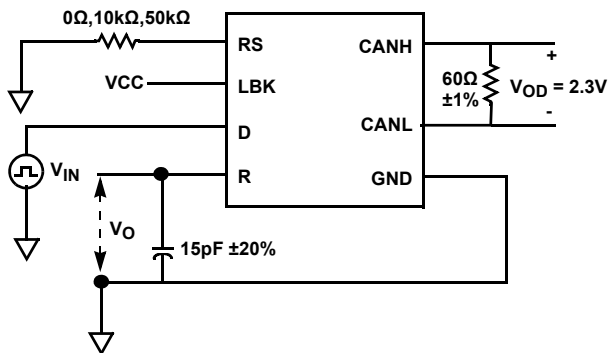 0Ω,10kΩ,50kΩ
RS
CANH
+
VCC
LBK
60Ω
±1%
VOD = 2.3V
D
CANL
-
VIN
R
GND
VO
15pF ±20%